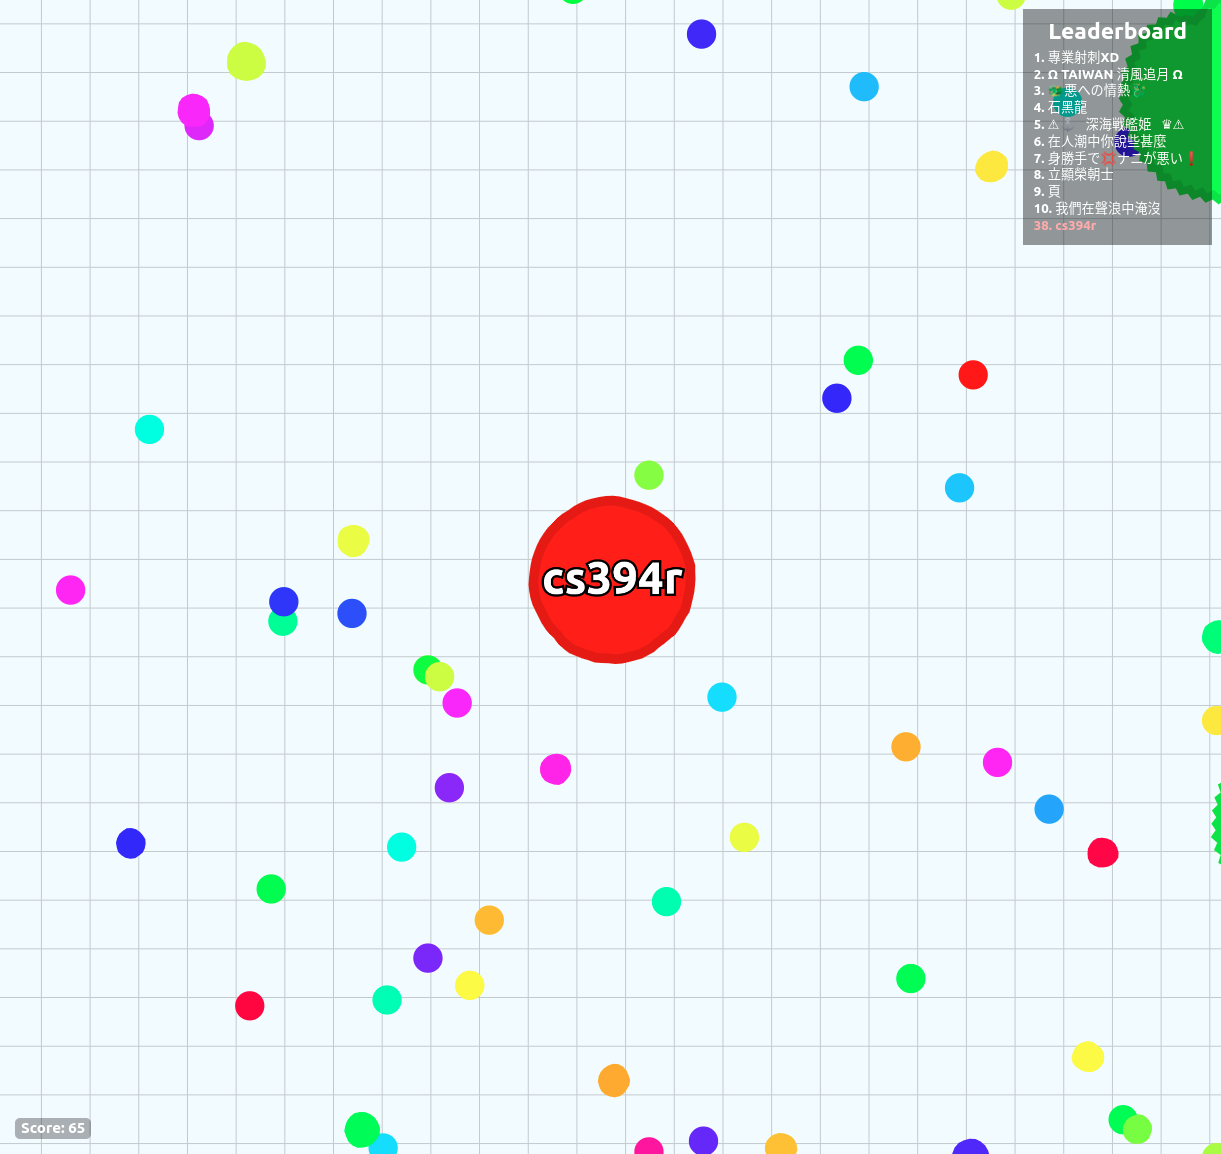 Leaderboard
1. 專業射刺XD
2. Ω TAIWAN 清風追月 Ω
3. 🐲悪への情熱🐉
4. 石黑龍
5. ⚠ 深海戦艦姫 ♛⚠
6. 在人潮中你說些甚麼
7. 身勝手で💢ナニが悪い❗
8. 立顯榮朝士
9. 頁
10. 我們在聲浪中淹沒
38. cs394r
cs394r
Score: 65